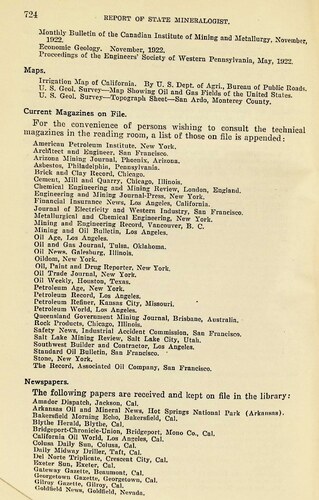 724
REPORT OF STATE MINERALOGIST.
Monthly Bulletin of the Canadian Institute of Mining and Metallurgy, November,
1922.
Economic Geology. November, 1922.
Proceedings of the Engineers' Society of Western Pennsylvania, May, 1922.
Maps.
Irrigation Map of California. By U. S. Dept. of Agri., Bureau of Public Roads.
U. S. Geol. Survey—Map Showing Oil and Gas Fields of the United States.
U. S. Geol. Survey—Topograph Sheet—San Ardo, Monterey County.
Current Magazines on File.
For the convenience of persons wishing to consult the technical
magazines in the reading room, a list of those on file is appended:
American Petroleum Institute, New York.
Architect and Engineer, San Francisco.
Arizona Mining Journal, Phoenix, Arizona.
Asbestos, Philadelphia, Pennsylvania.
Brick and Clay Record, Chicago.
Cement, Mill and Quarry, Chicago, Illinois.
Chemical Engineering and Mining Review, London, England.
Engineering and Mining Journal-Press, New York.
Financial Insurance News, Los Angeles, California.
Journal of Electricity and Western Industry, San Francisco.
Metallurgical and Chemical Engineering, New York.
Mining and Engineering Record, Vancouver, B. C.
Mining and Oil Bulletin, Los Angeles.
Oil Age, Los Angeles.
Oil and Gas Journal, Tulsa, Oklahoma.
Oil News, Galesburg, Illinois.
Oildom, New York.
Oil, Paint and Drug Reporter, New York.
Oil Trade Journal, New York.
Oil Weekly, Houston, Texas.
Petroleum Age, New York.
Petroleum Record, Los Angeles.
Petroleum Refiner, Kansas City, Missouri.
Petroleum World, Los Angeles.
Queensland Government Mining Journal, Brisbane, Australia.
Rock Products, Chicago, Illinois.
Safety News, Industrial Accident Commission, San Francisco.
Salt Lake Mining Review, Salt Lake City, Utah.
Southwest Builder and Contractor, Los Angeles.
Standard Oil Bulletin, San Francisco.
Stone, New York.
The Record, Associated Oil Company, San Francisco.
Newspapers.
The following papers are received and kept on file in the library:
Amador Dispatch, Jackson, Cal.
Arkansas Oil and Mineral News, Hot Springs National Park (Arkansas).
Bakersfield Morning Echo, Bakersfield, Cal.
Blythe Herald, Blythe, Cal.
Bridgeport-Chronicle-Union, Bridgeport, Mono Co., Cal.
California Oil World, Los Angeles, Cal.
Colusa Daily Sun, Colusa, Cal.
Daily Midway Driller, Taft, Cal.
Del Norte Triplicate, Crescent City, Cal.
Exeter Sun, Exeter, Cal.
Gateway Gazette, Beaumont, Cal.
Georgetown Gazette, Georgetown, Cal.
Gilroy Gazette, Gilroy, Cal.
Goldfield News, Goldfield, Nevada.